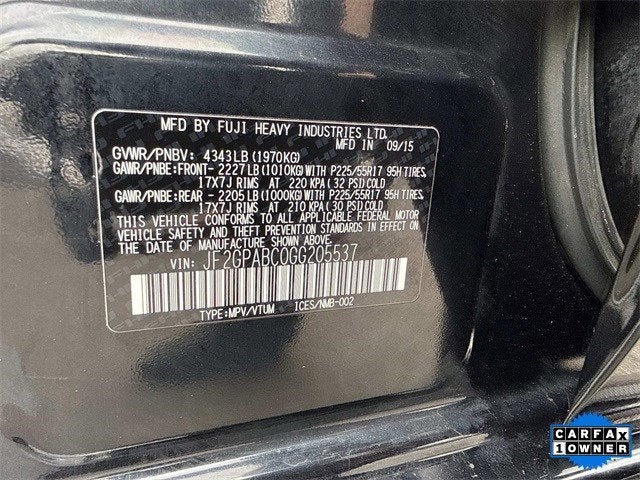 MFD BY FUJI HEAVY INDUSTRIES LTD.
MFD IN 09/15
GVWR/PNBV: 4343LB (1970KG)
GAWR/PNBE:FRONT- 2227LB (1010KG) WITH P225/55R17 95H TIRES,
17X7J RIMS AT 220 KPA (32 PSI) COLD
GAWR/PNBE:REAR - 2205LB (1000KG) WITH P225/55R17 95H TIRES,
17X7J RIMS AT 210 KPA (30 PSI) COLD
THIS VEHICLE CONFORMS TO ALL APPLICABLE FEDERAL MOTOR
VEHICLE SAFETY AND THEFT PREVENTION STANDARDS IN EFFECT ON
THE DATE OF MANUFACTURE SHOWN ABOVE.
VIN: JF2GPABC0GG205537
TYPE:MPV/VTUM ICES/NMB-002
CARFAX
1 OWNER